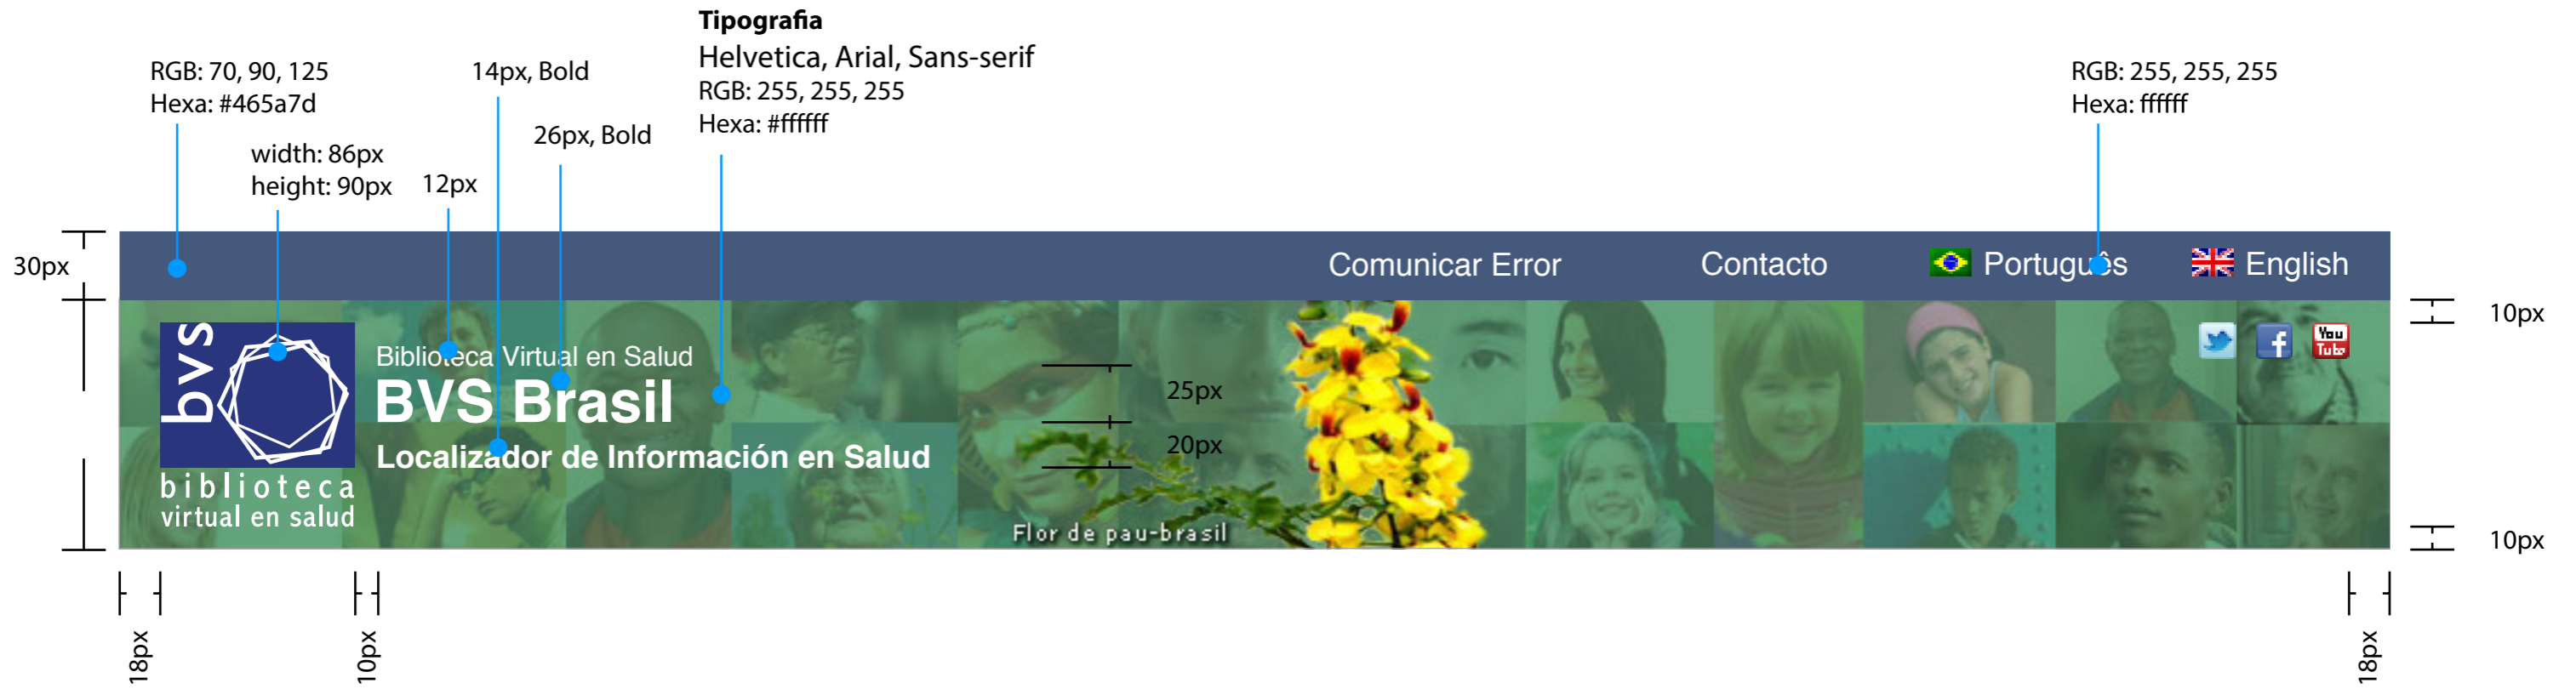 Tipografia
Helvetica, Arial, Sans-serif
RGB: 255, 255, 255
Hexa: #ffffff
RGB: 70, 90, 125
Hexa: #465a7d
14px, Bold
RGB: 255, 255, 255
Hexa: ffffff
26px, Bold
width: 86px
height: 90px
12px
30px
Comunicar Error
Contacto
Português
English
10px
bvs
Biblioteca Virtual en Salud
BVS Brasil
Localizador de Información en Salud
biblioteca
virtual en salud
25px
20px
You
Tube
f
Flor de pau-brasil
10px
18px
10px
18px